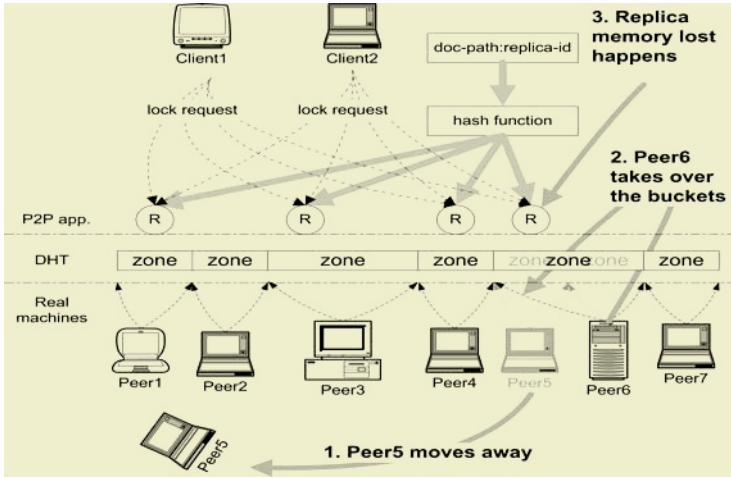 3. Replica
memory lost
happens
doc-path:replica-id
Client1
Client2
lock request
lock request
hash function
2. Peer6
takes over
the buckets
P2P app.
R
R
R
R
DHT
zone
zone
zone
zone
zone
zone
zone
zone
Real
machines
Peer1
Peer2
Peer3
Peer4
Peer5
Peer6
Peer7
Peer5
1. Peer5 moves away